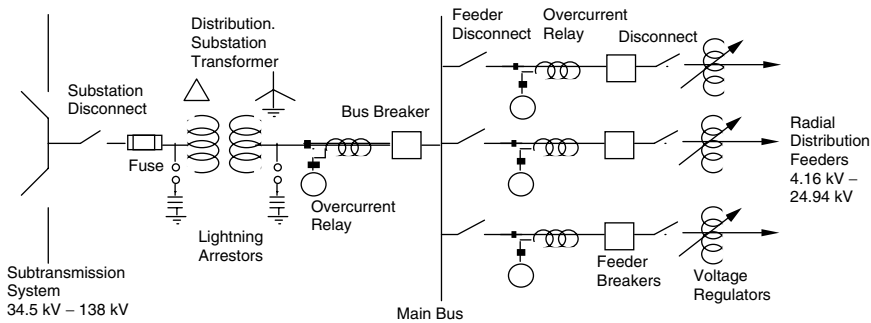 Distribution.
Substation
Transformer
Feeder
Disconnect
Overcurrent
Relay
Disconnect
Substation
Disconnect
Bus Breaker
Fuse
Radial
Distribution
Feeders
4.16 kV –
24.94 kV
Overcurrent
Relay
Lightning
Arrestors
Feeder
Breakers
Voltage
Regulators
Subtransmission
System
34.5 kV – 138 kV
Main Bus